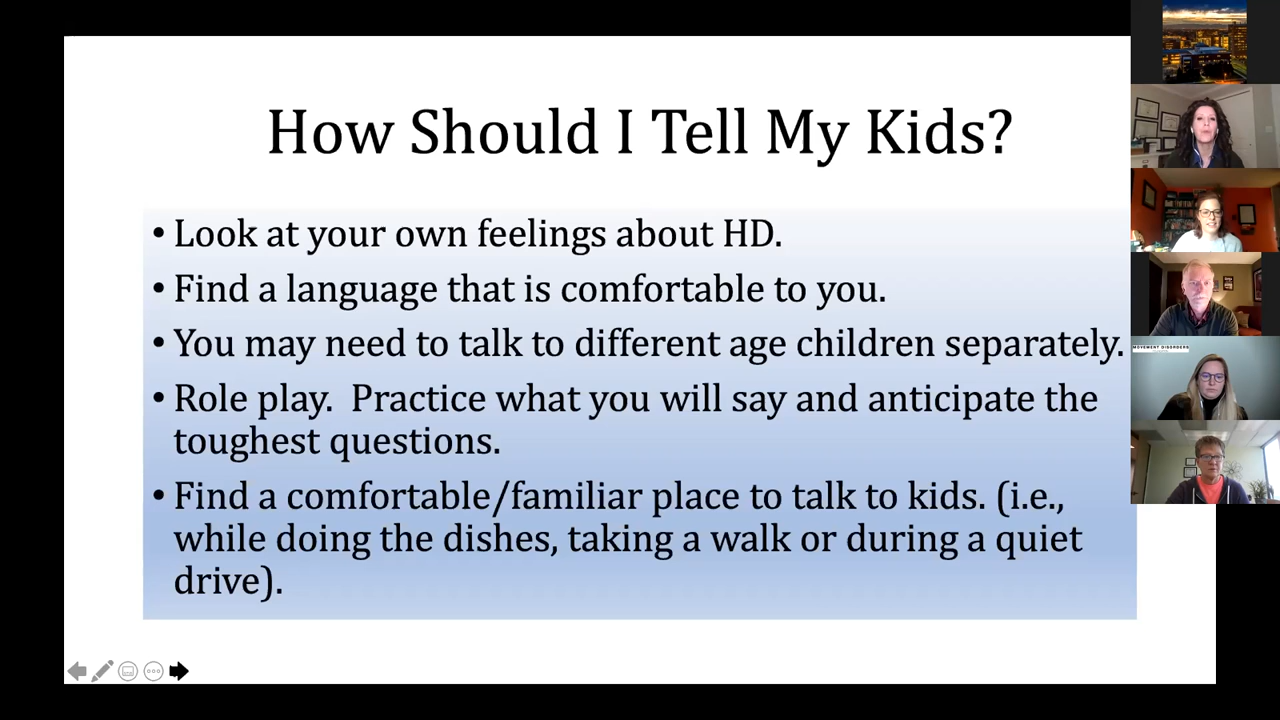 How Should I Tell My Kids?
• Look at your own feelings about HD.
• Find a language that is comfortable to you.
• You may need to talk to different age children separately.
• Role play.  Practice what you will say and anticipate the
toughest questions.
• Find a comfortable/familiar place to talk to kids. (i.e.,
while doing the dishes, taking a walk or during a quiet
drive).
MOVEMENT DISORDERS